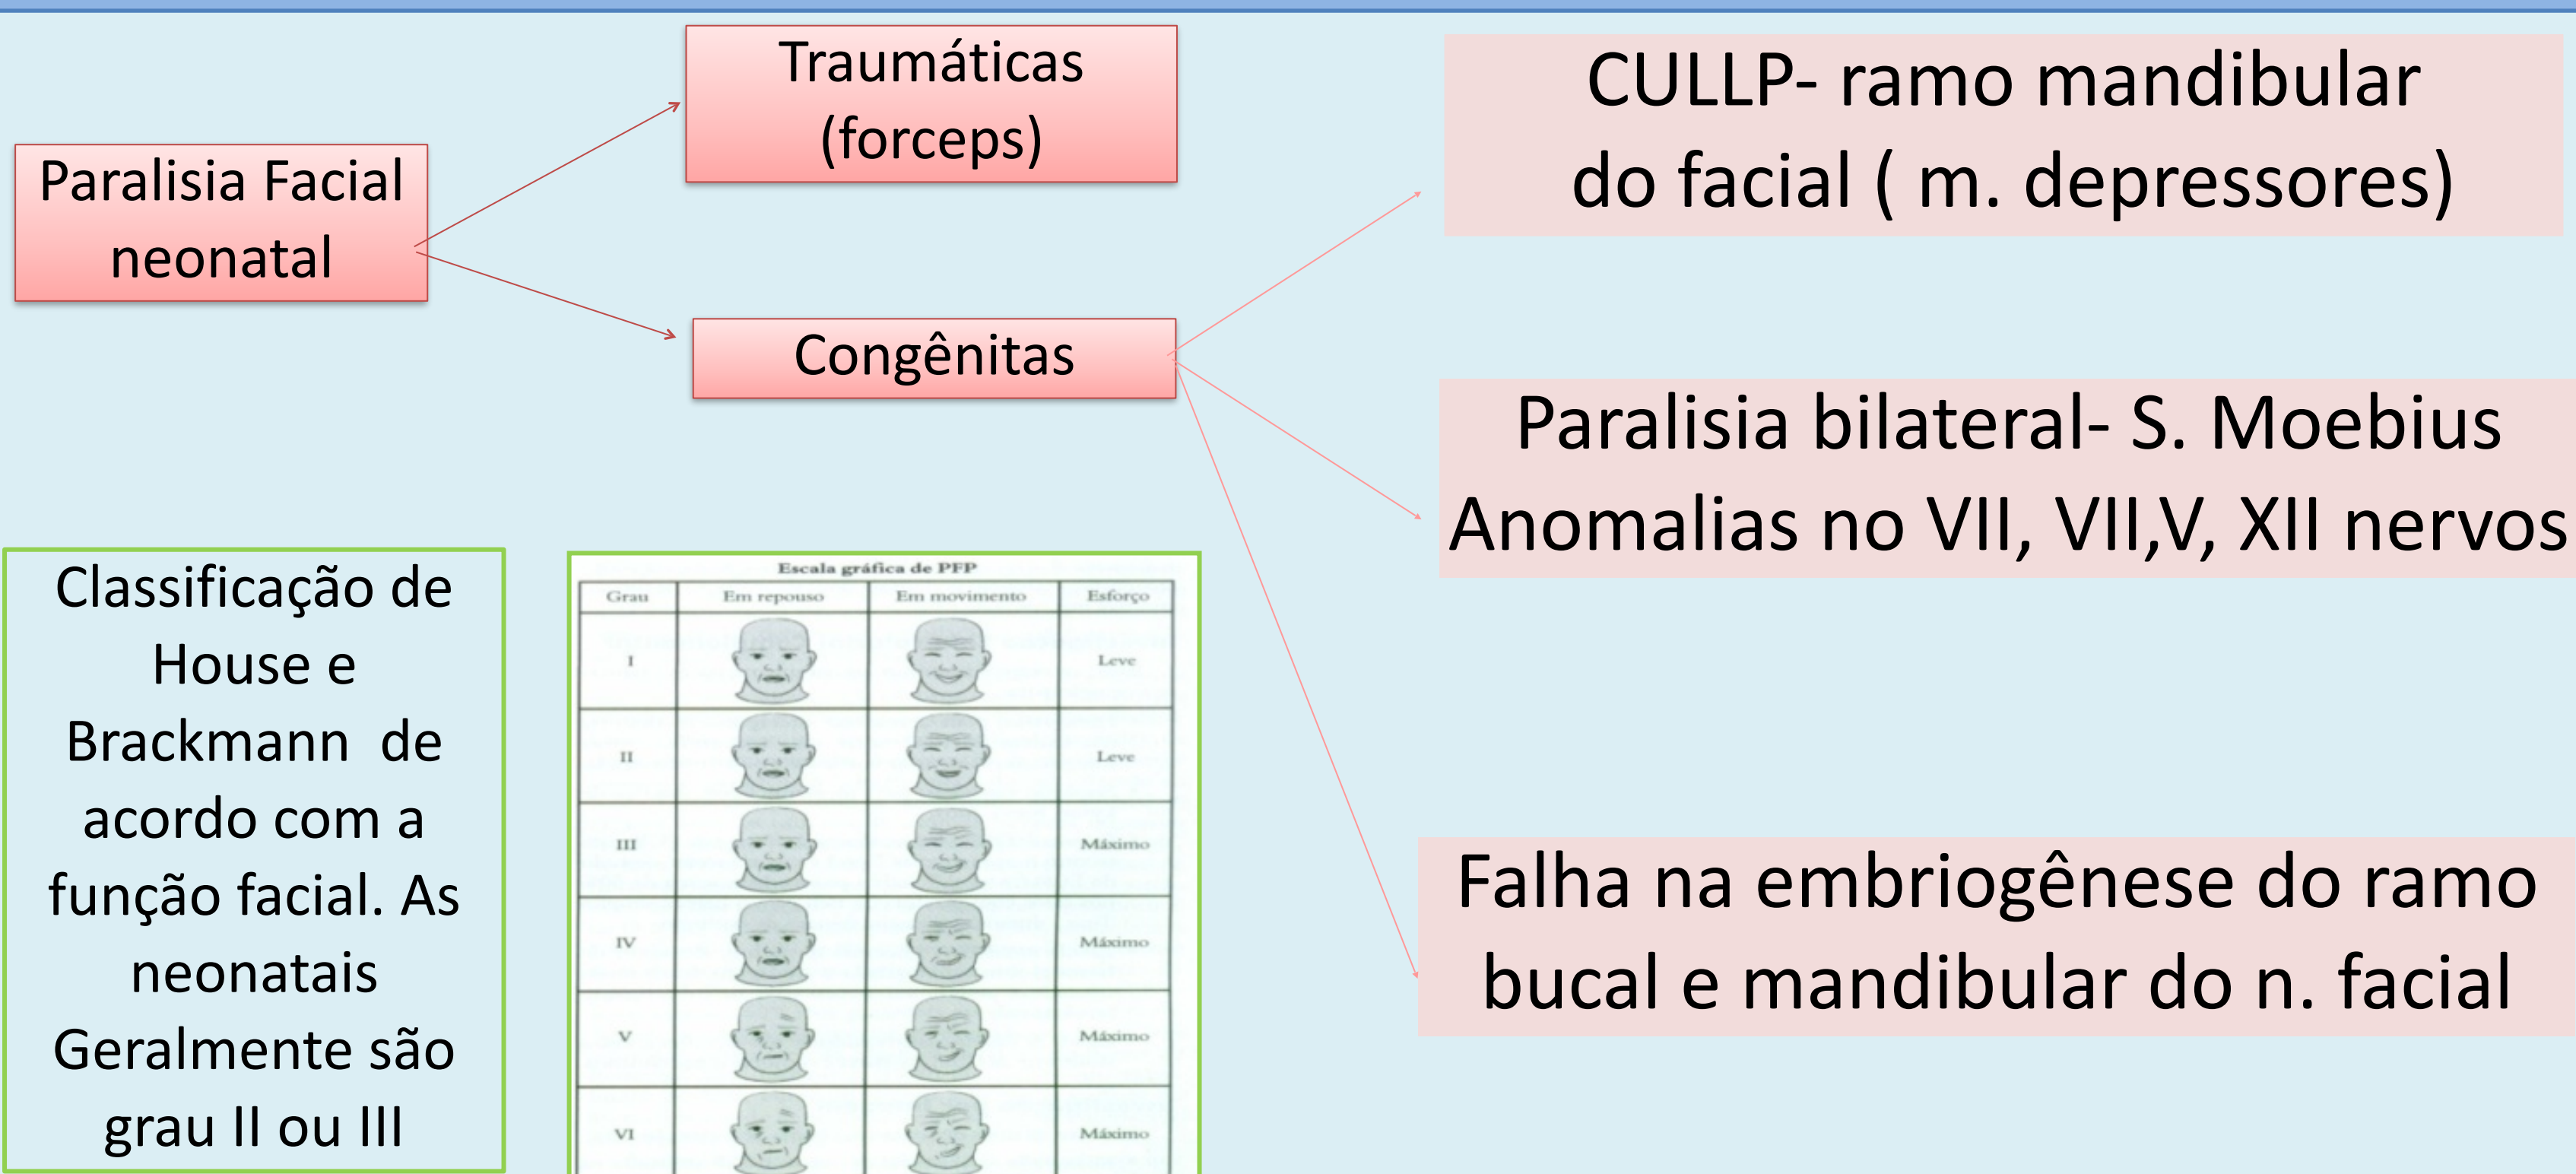 Paralisia Facial
neonatal
Traumáticas
(forceps)
Congênitas
CULLP- ramo mandibular
do facial ( m. depressores)
Paralisia bilateral- S. Moebius
Anomalias no VII, VII,V, XII nervos
Falha na embriogênese do ramo
bucal e mandibular do n. facial
Classificação de
House e
Brackmann  de
acordo com a
função facial. As
neonatais
Geralmente são
grau II ou III
Escala gráfica de PFP
Grau Em repouso Em movimento Esforço
I Leve
II Leve
III Máximo
IV Máximo
V Máximo
VI Máximo